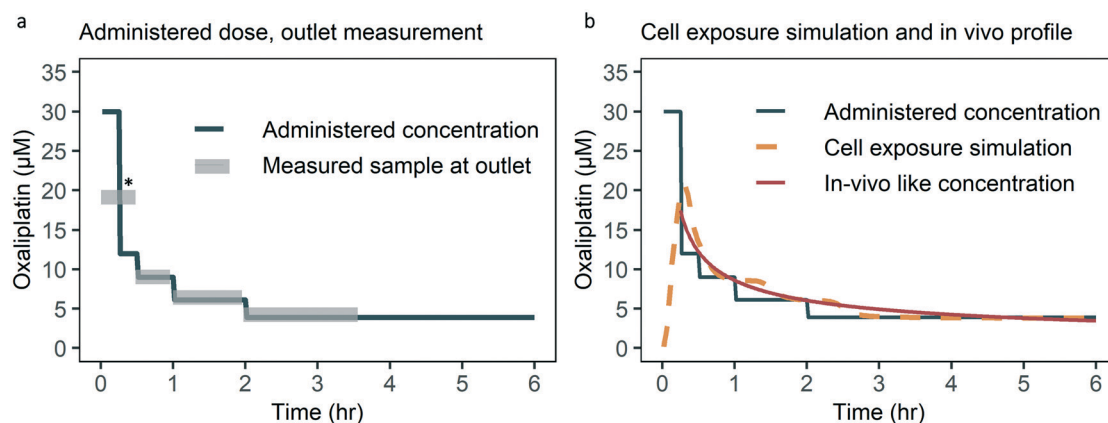 a
Administered dose, outlet measurement
35
30
25
20
15
10
5
0
Oxaliplatin (µM)
Administered concentration
Measured sample at outlet
*
0 1 2 3 4 5 6
Time (hr)
b
Cell exposure simulation and in vivo profile
35
30
25
20
15
10
5
0
Oxaliplatin (µM)
Administered concentration
Cell exposure simulation
In-vivo like concentration
0 1 2 3 4 5 6
Time (hr)